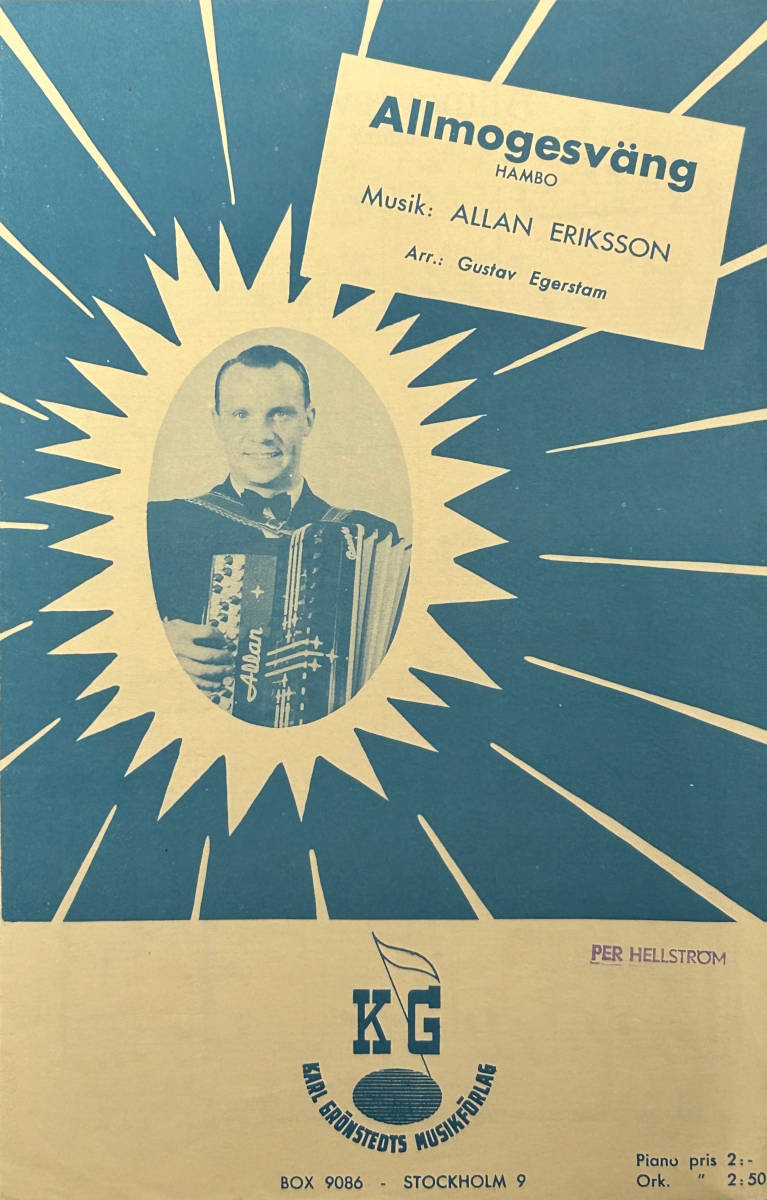 Allmogesväng
HAMBO
Musik: ALLAN ERIKSSON
Arr.: Gustav Egerstam
Allan
PER HELLSTRÖM
KG
KARL GRÖNSTEDTS MUSIKFÖRLAG
BOX 9086 - STOCKHOLM 9
Piano pris 2:-
Ork. " 2:50